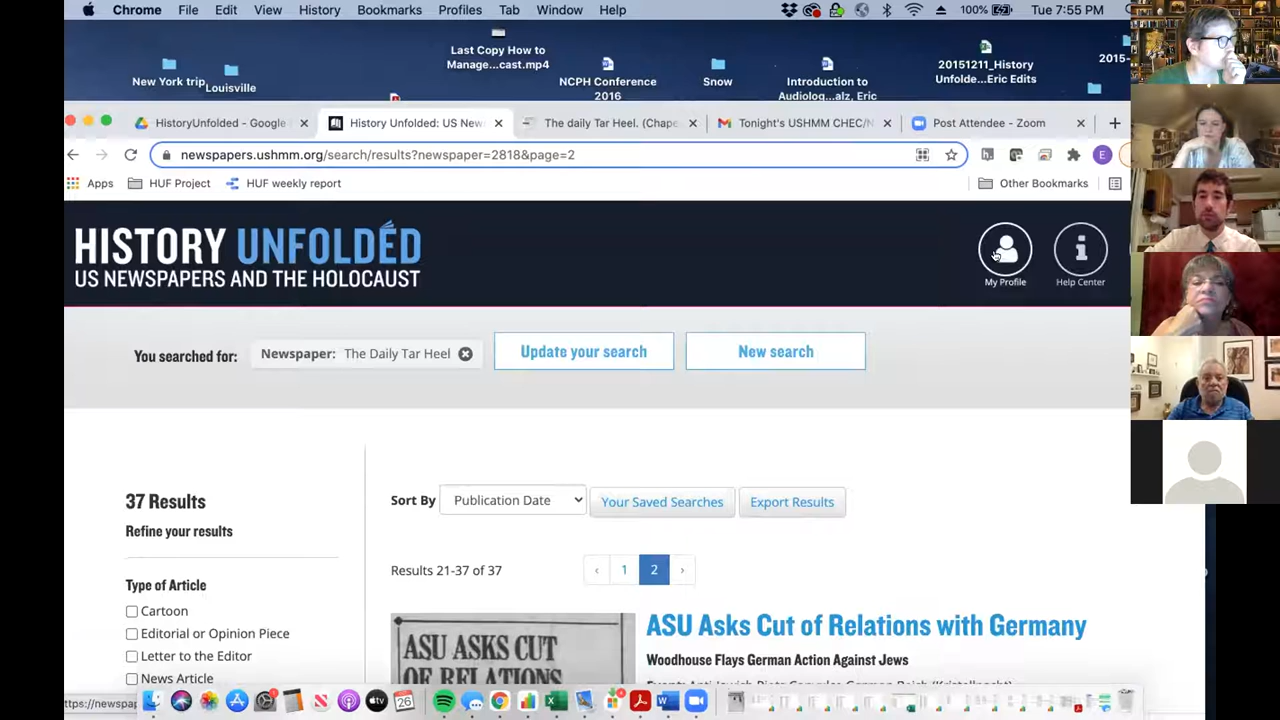 Chrome File Edit View History Bookmarks Profiles Tab Window Help 100% Tue 7:55 PM
Last Copy How to
Manage...cast.mp4
New York trip
Louisville
NCPH Conference
2016
Snow
Introduction to
Audiolog...alz, Eric
20151211_History
Unfolde...Eric Edits
2015-
HistoryUnfolded - Google
History Unfolded: US New
The daily Tar Heel. (Chape
Tonight's USHMM CHEC/N
Post Attendee - Zoom
newspapers.ushmm.org/search/results?newspaper=2818&page=2
E
Apps HUF Project HUF weekly report Other Bookmarks
HISTORY UNFOLDED
US NEWSPAPERS AND THE HOLOCAUST
My Profile
Help Center
You searched for: Newspaper: The Daily Tar Heel Update your search New search
37 Results
Refine your results
Sort By Publication Date Your Saved Searches Export Results
Results 21-37 of 37 ‹ 1 2 ›
Type of Article
Cartoon
Editorial or Opinion Piece
Letter to the Editor
News Article
ASU ASKS CUT
OF RELATIONS
ASU Asks Cut of Relations with Germany
Woodhouse Flays German Action Against Jews
https://newspap
26